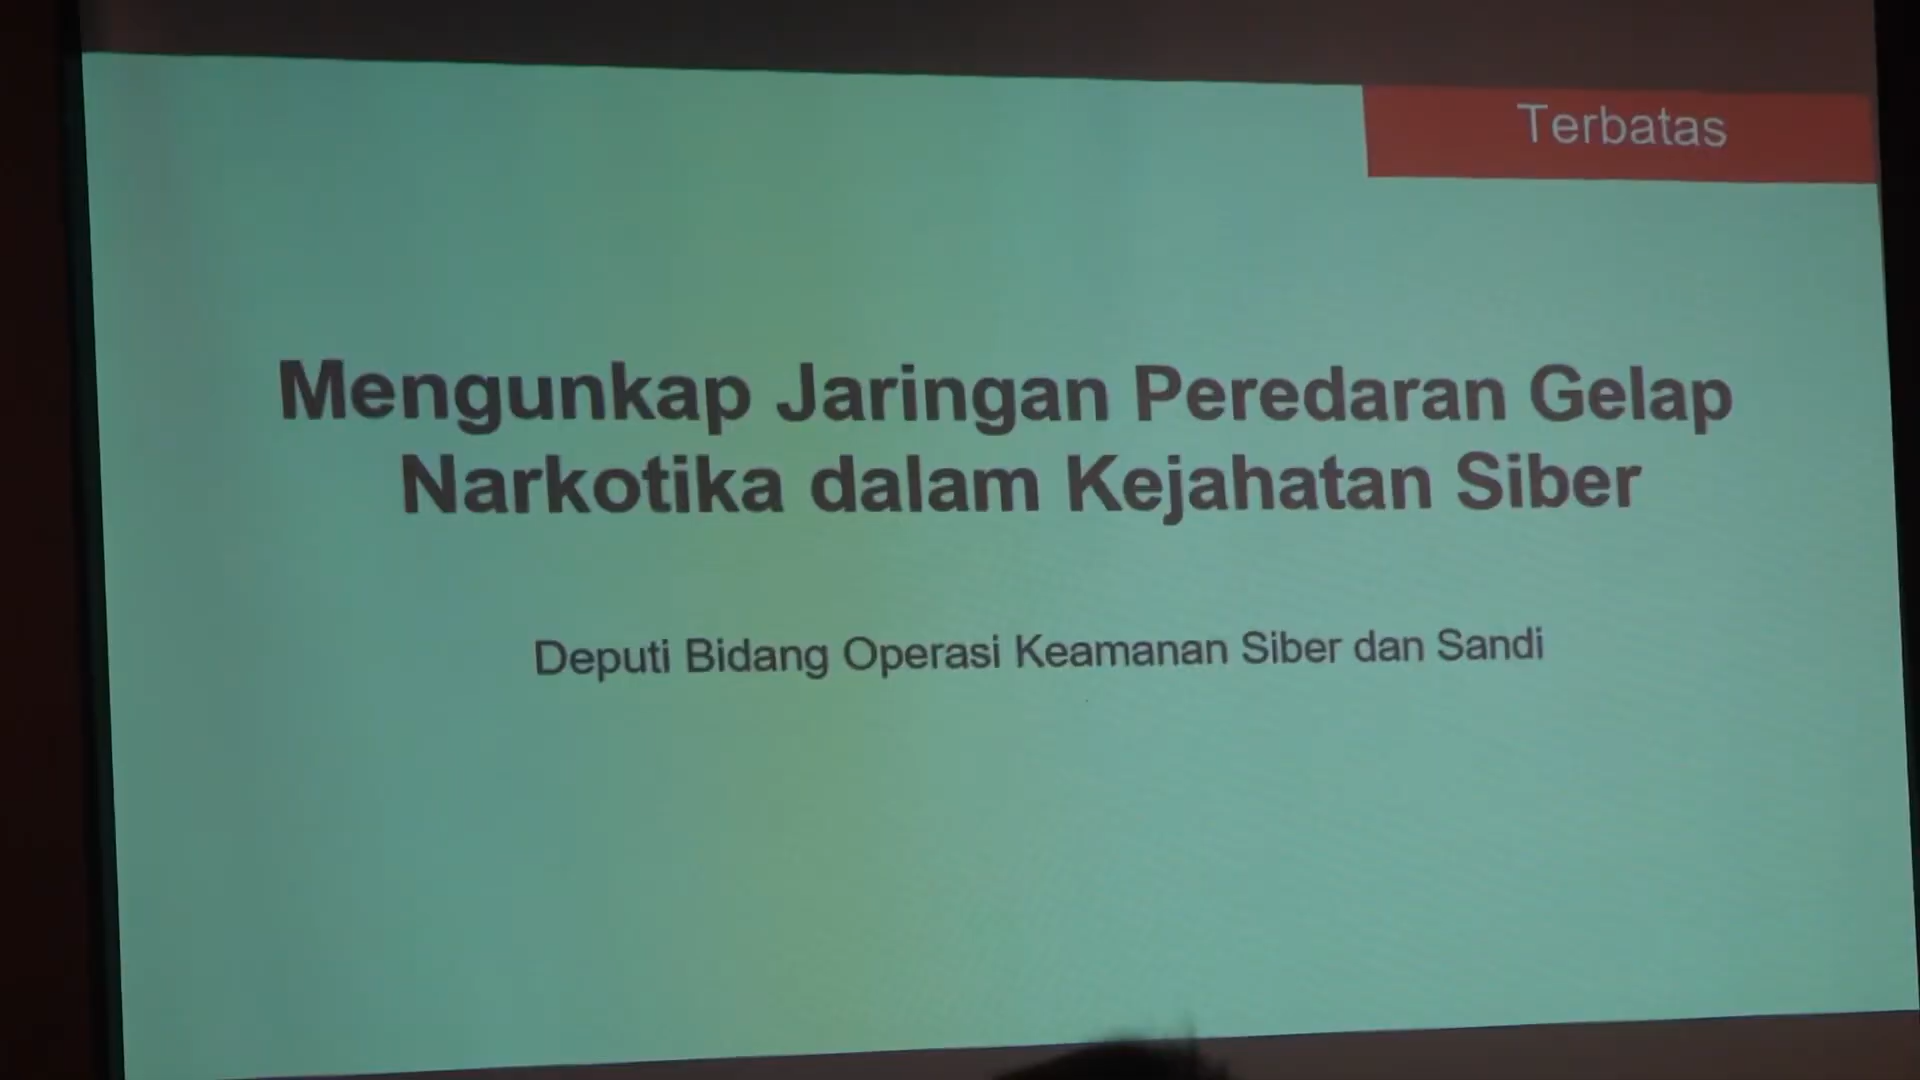 Terbatas
Mengunkap Jaringan Peredaran Gelap
Narkotika dalam Kejahatan Siber
Deputi Bidang Operasi Keamanan Siber dan Sandi